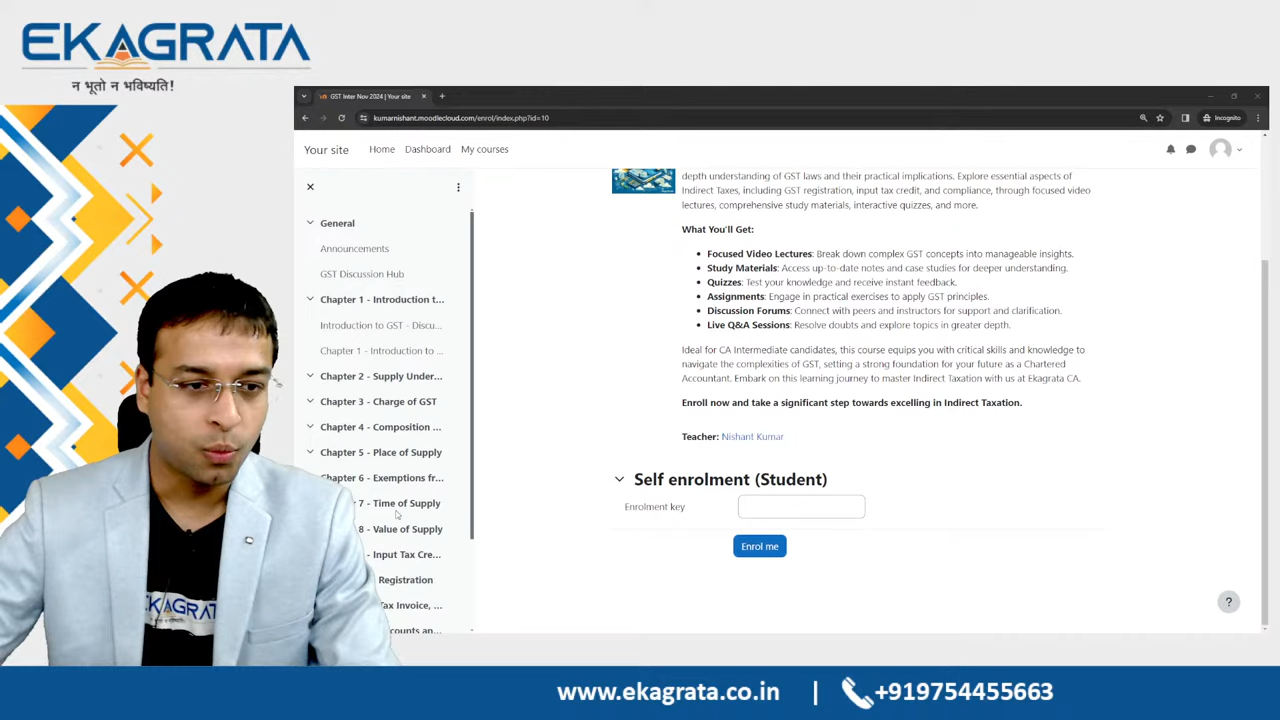 EKAGRATA
न भूतो न भविष्यति!
GST Inter Nov 2024 | Your site
kumarnishant.moodlecloud.com/enrol/index.php?id=10
Incognito
Your site
Home
Dashboard
My courses
General
Announcements
GST Discussion Hub
Chapter 1 - Introduction t...
Introduction to GST - Discu...
Chapter 1 - Introduction to ...
Chapter 2 - Supply Under...
Chapter 3 - Charge of GST
Chapter 4 - Composition ...
Chapter 5 - Place of Supply
Chapter 6 - Exemptions fr...
7 - Time of Supply
8 - Value of Supply
- Input Tax Cre...
Registration
Tax Invoice, ...
counts an...
depth understanding of GST laws and their practical implications. Explore essential aspects of
Indirect Taxes, including GST registration, input tax credit, and compliance, through focused video
lectures, comprehensive study materials, interactive quizzes, and more.
What You'll Get:
Focused Video Lectures: Break down complex GST concepts into manageable insights.
Study Materials: Access up-to-date notes and case studies for deeper understanding.
Quizzes: Test your knowledge and receive instant feedback.
Assignments: Engage in practical exercises to apply GST principles.
Discussion Forums: Connect with peers and instructors for support and clarification.
Live Q&A Sessions: Resolve doubts and explore topics in greater depth.
Ideal for CA Intermediate candidates, this course equips you with critical skills and knowledge to
navigate the complexities of GST, setting a strong foundation for your future as a Chartered
Accountant. Embark on this learning journey to master Indirect Taxation with us at Ekagrata CA.
Enroll now and take a significant step towards excelling in Indirect Taxation.
Teacher: Nishant Kumar
Self enrolment (Student)
Enrolment key
Enrol me
?
EKAGRATA
www.ekagrata.co.in | +919754455663